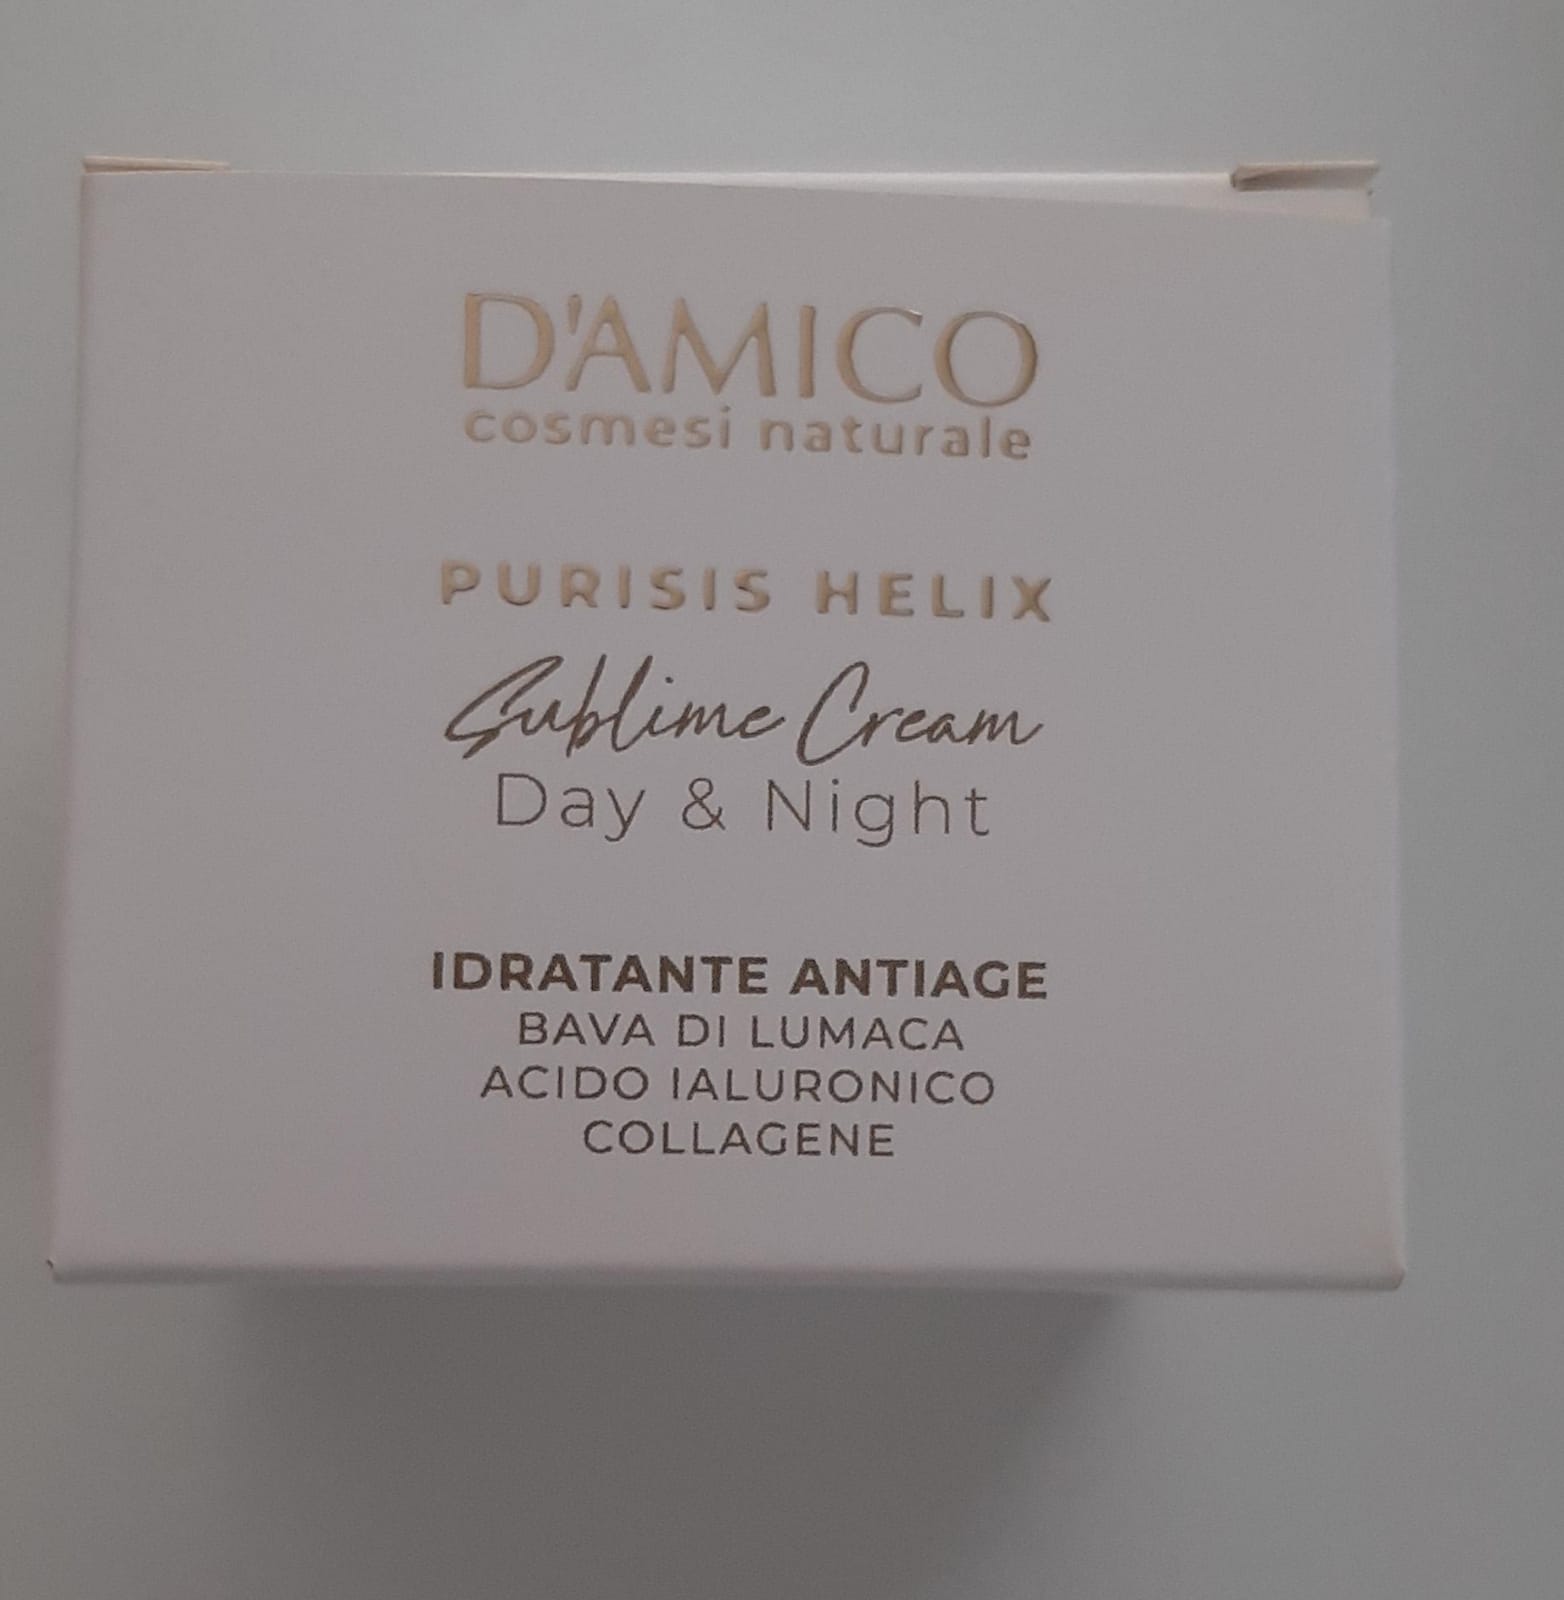 D'AMICO
cosmesi naturale
PURISIS HELIX
Sublime Cream
Day & Night
IDRATANTE ANTIAGE
BAVA DI LUMACA
ACIDO IALURONICO
COLLAGENE